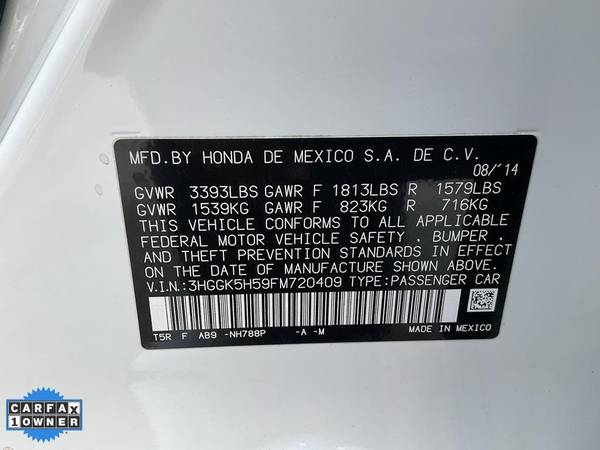 MFD.BY HONDA DE MEXICO S.A. DE C.V.
08/'14
GVWR 3393LBS GAWR F 1813LBS R 1579LBS
GVWR 1539KG GAWR F 823KG R 716KG
THIS VEHICLE CONFORMS TO ALL APPLICABLE
FEDERAL MOTOR VEHICLE SAFETY , BUMPER ,
AND THEFT PREVENTION STANDARDS IN EFFECT
ON THE DATE OF MANUFACTURE SHOWN ABOVE.
V.I.N.:3HGGK5H59FM720409 TYPE:PASSENGER CAR
T5R F AB9 -NH788P -A -M
MADE IN MEXICO
CARFAX
1 OWNER